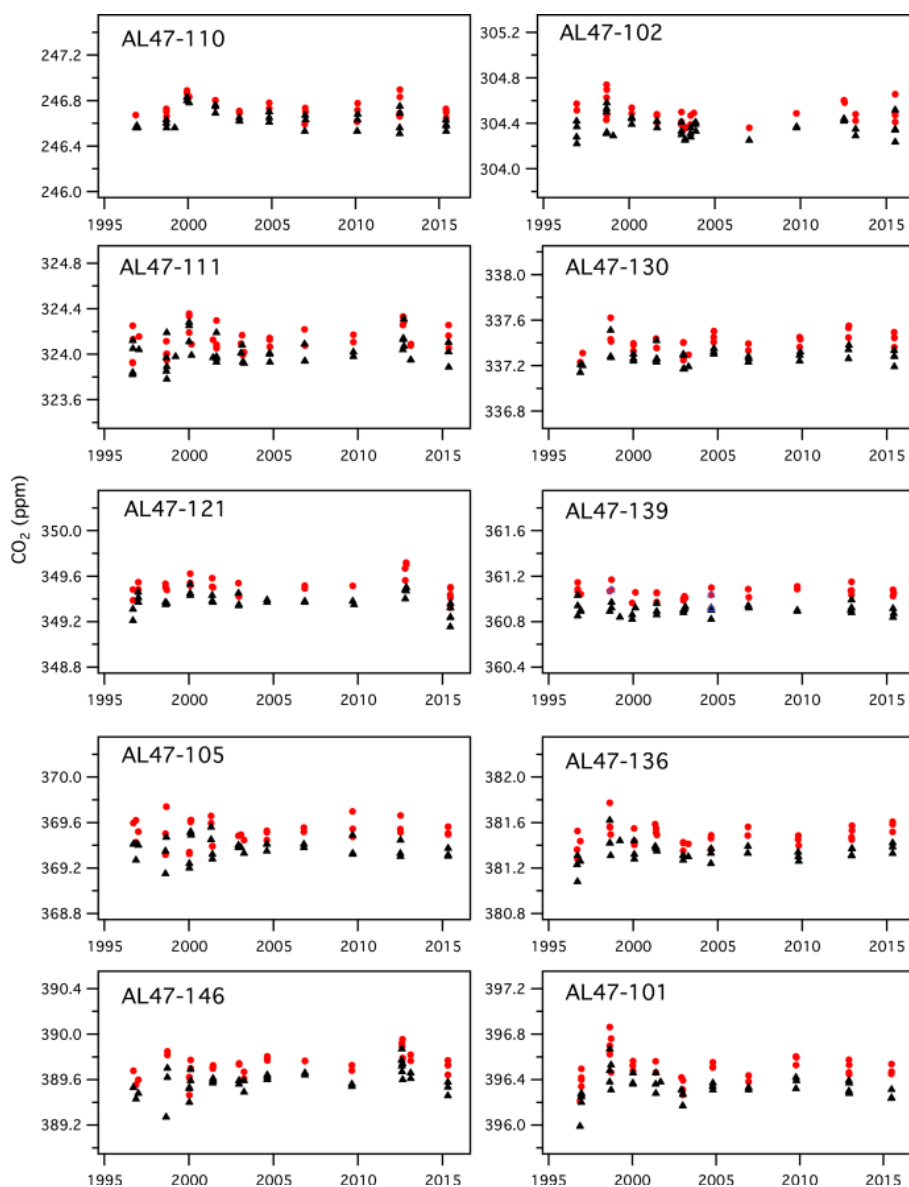 AL47-110
247.2
246.8
246.4
246.0
1995 2000 2005 2010 2015
AL47-102
305.2
304.8
304.4
304.0
1995 2000 2005 2010 2015
AL47-111
324.8
324.4
324.0
323.6
1995 2000 2005 2010 2015
AL47-130
338.0
337.6
337.2
336.8
1995 2000 2005 2010 2015
CO2 (ppm)
AL47-121
350.0
349.6
349.2
348.8
1995 2000 2005 2010 2015
AL47-139
361.6
361.2
360.8
360.4
1995 2000 2005 2010 2015
AL47-105
370.0
369.6
369.2
368.8
1995 2000 2005 2010 2015
AL47-136
382.0
381.6
381.2
380.8
1995 2000 2005 2010 2015
AL47-146
390.4
390.0
389.6
389.2
1995 2000 2005 2010 2015
AL47-101
397.2
396.8
396.4
396.0
1995 2000 2005 2010 2015